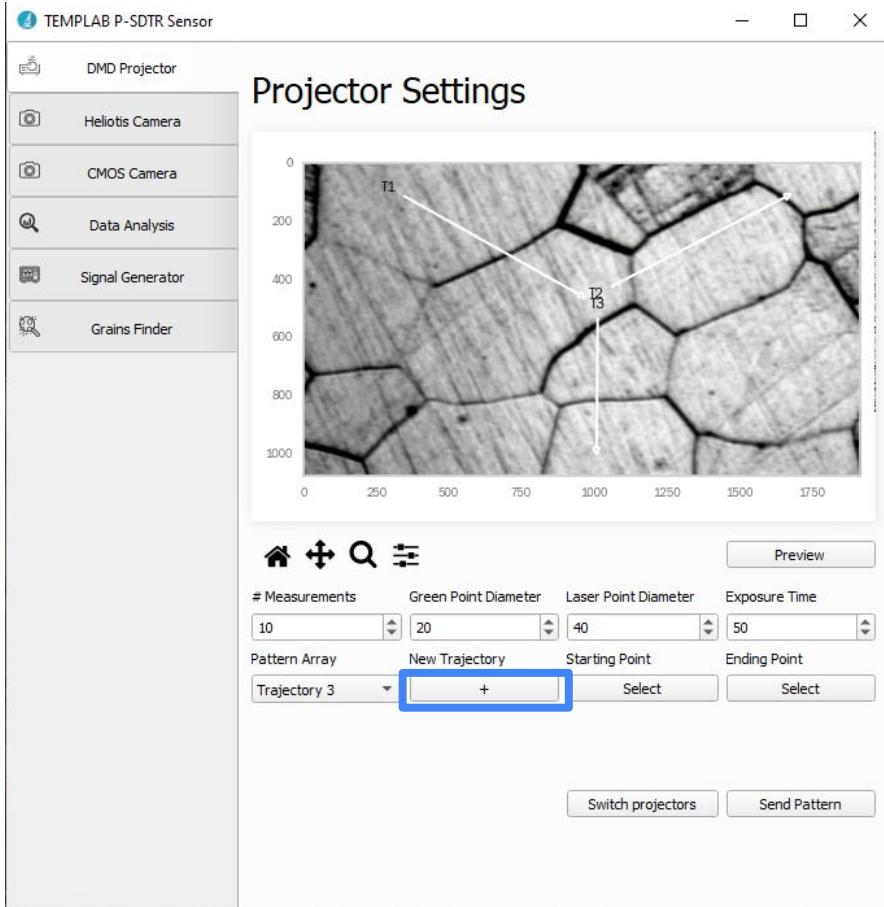 TEMPLAB P-SDTR Sensor
DMD Projector
Heliotis Camera
CMOS Camera
Data Analysis
Signal Generator
Grains Finder
Projector Settings
0
200
400
600
800
1000
T1
T2
T3
0 250 500 750 1000 1250 1500 1750
Preview
# Measurements Green Point Diameter Laser Point Diameter Exposure Time
10 20 40 50
Pattern Array New Trajectory Starting Point Ending Point
Trajectory 3 + Select Select
Switch projectors Send Pattern